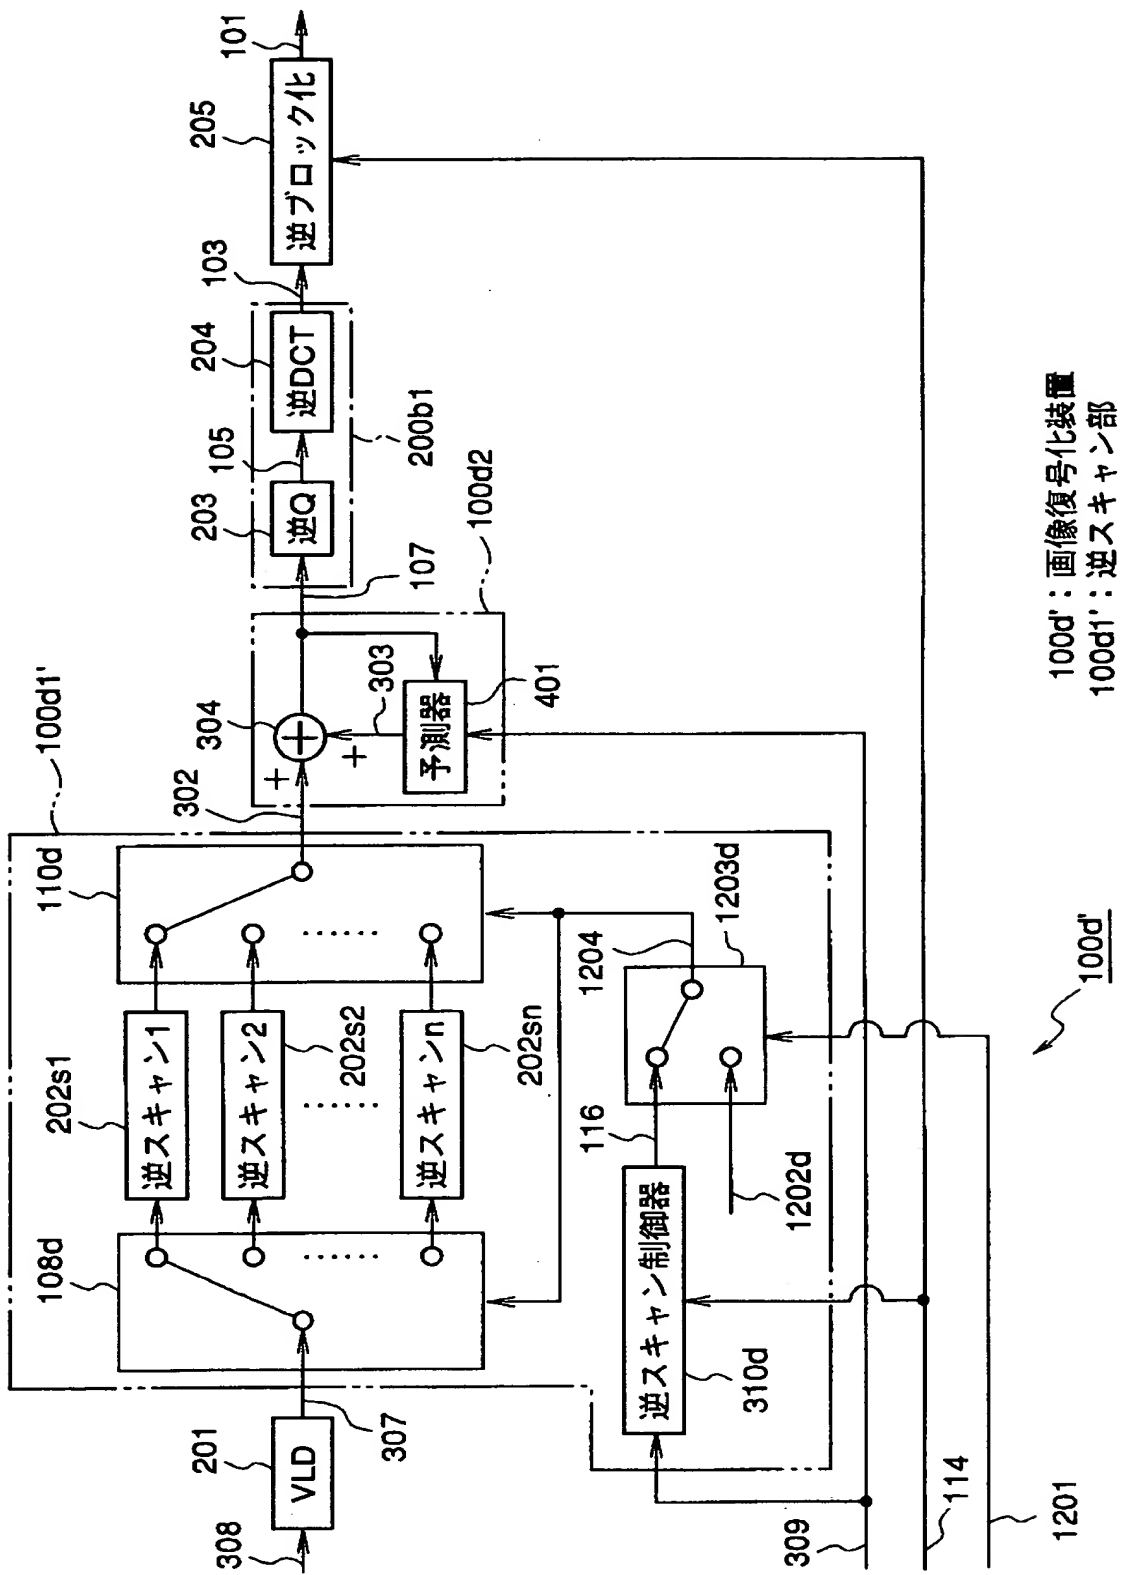 308
201
VLD
307
100d1'
108d
202s1
逆スキャン1
逆スキャン2
202s2
逆スキャンn
202sn
110d
302
304
+
+
303
予測器
401
100d2
107
203
逆Q
105
204
逆DCT
200b1
103
205
逆ブロック化
101
逆スキャン制御器
310d
116
1202d
1204
1203d
309
114
1201
100d'
100d':画像復号化装置
100d1':逆スキャン部